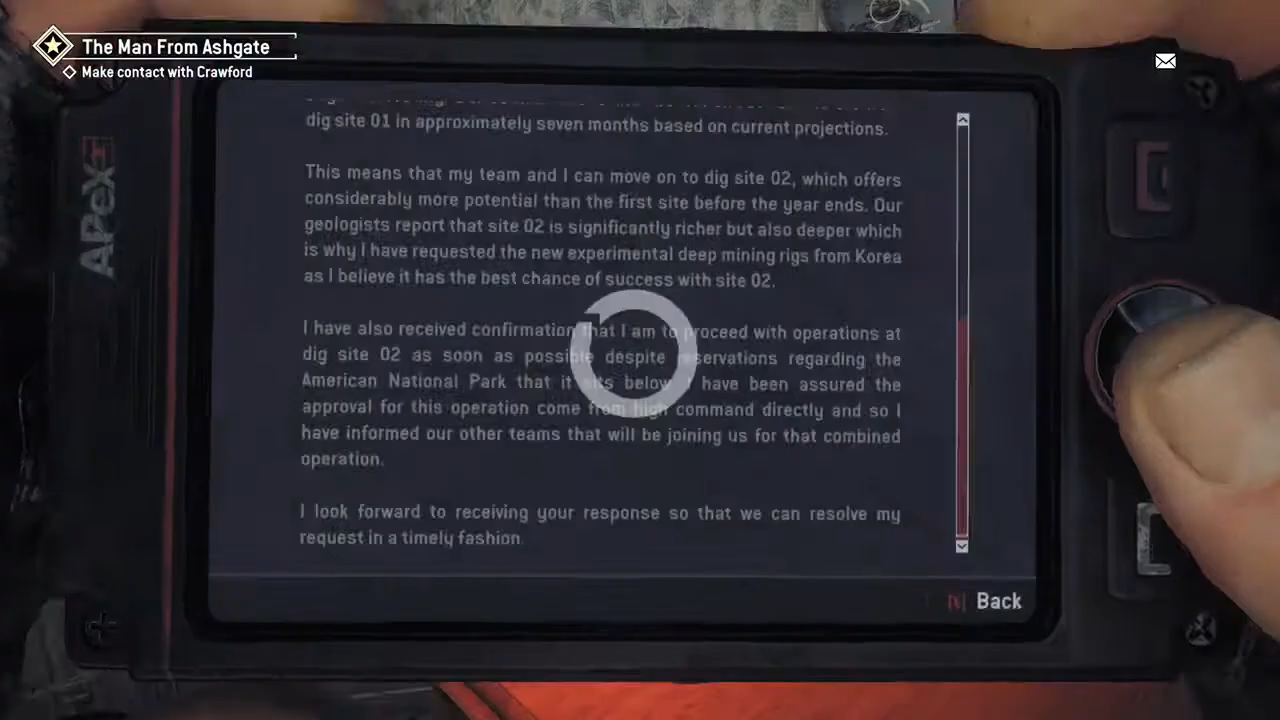 The Man From Ashgate
Make contact with Crawford
APEX
dig site 01 in approximately seven months based on current projections.
This means that my team and I can move on to dig site 02, which offers
considerably more potential than the first site before the year ends. Our
geologists report that site 02 is significantly richer but also deeper which
is why I have requested the new experimental deep mining rigs from Korea
as I believe it has the best chance of success with site 02.
I have also received confirmation that I am to proceed with operations at
dig site 02 as soon as possible despite reservations regarding the
American National Park that it sits below. I have been assured the
approval for this operation come from high command directly and so I
have informed our other teams that will be joining us for that combined
operation.
I look forward to receiving your response so that we can resolve my
request in a timely fashion.
Back